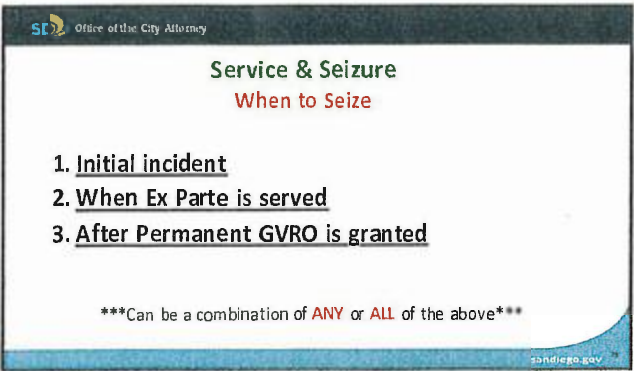 SD Office of the City Attorney
Service & Seizure
When to Seize
1. Initial incident
2. When Ex Parte is served
3. After Permanent GVRO is granted
***Can be a combination of ANY or ALL of the above***
sandiego.gov